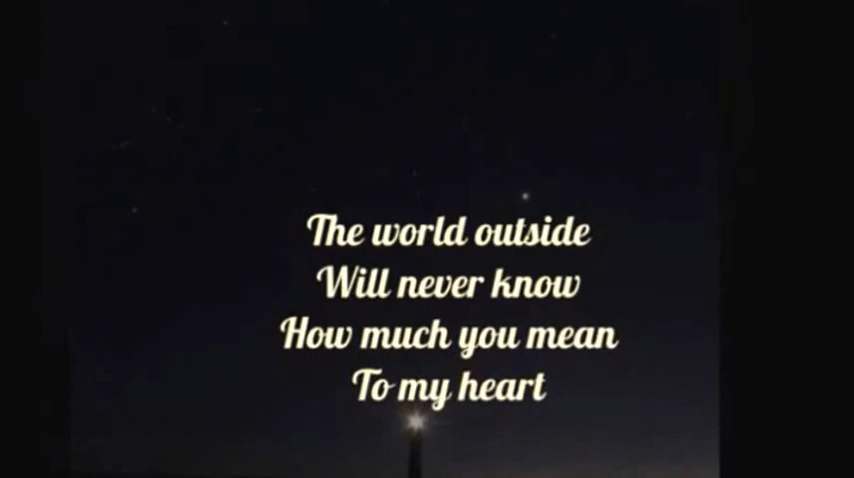 The world outside
Will never know
How much you mean
To my heart